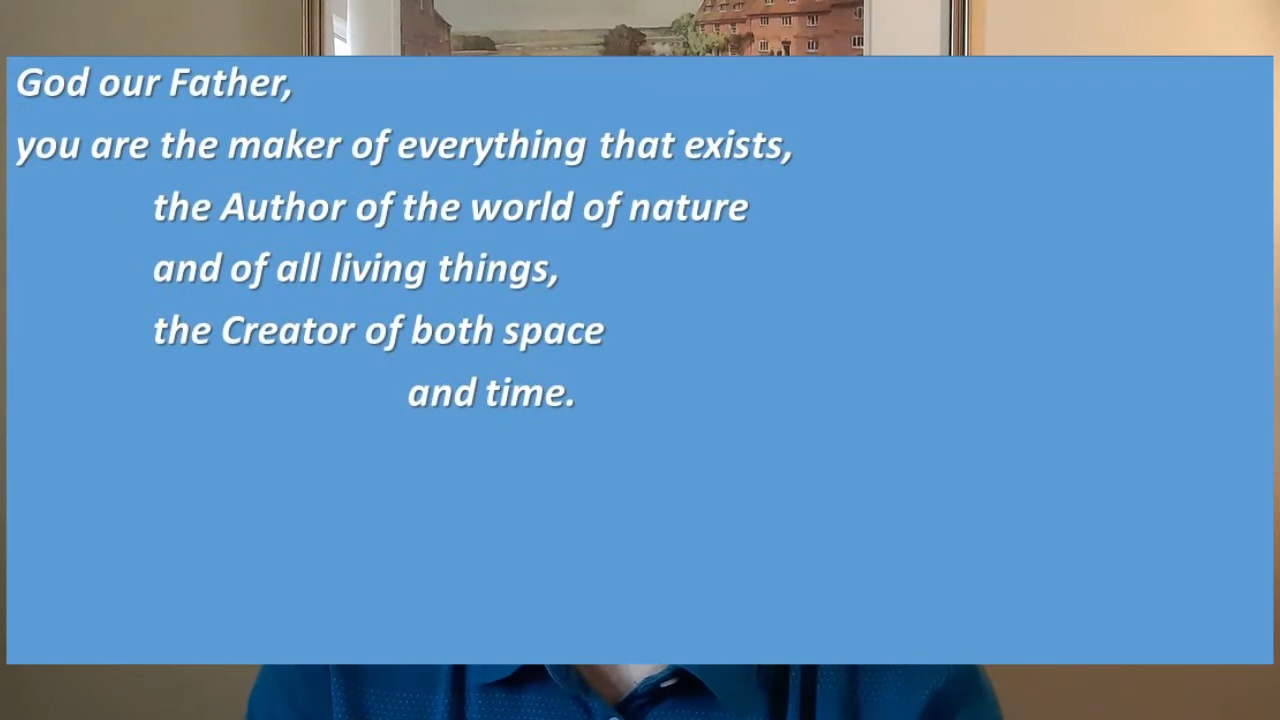 God our Father,
you are the maker of everything that exists,
the Author of the world of nature
and of all living things,
the Creator of both space
and time.